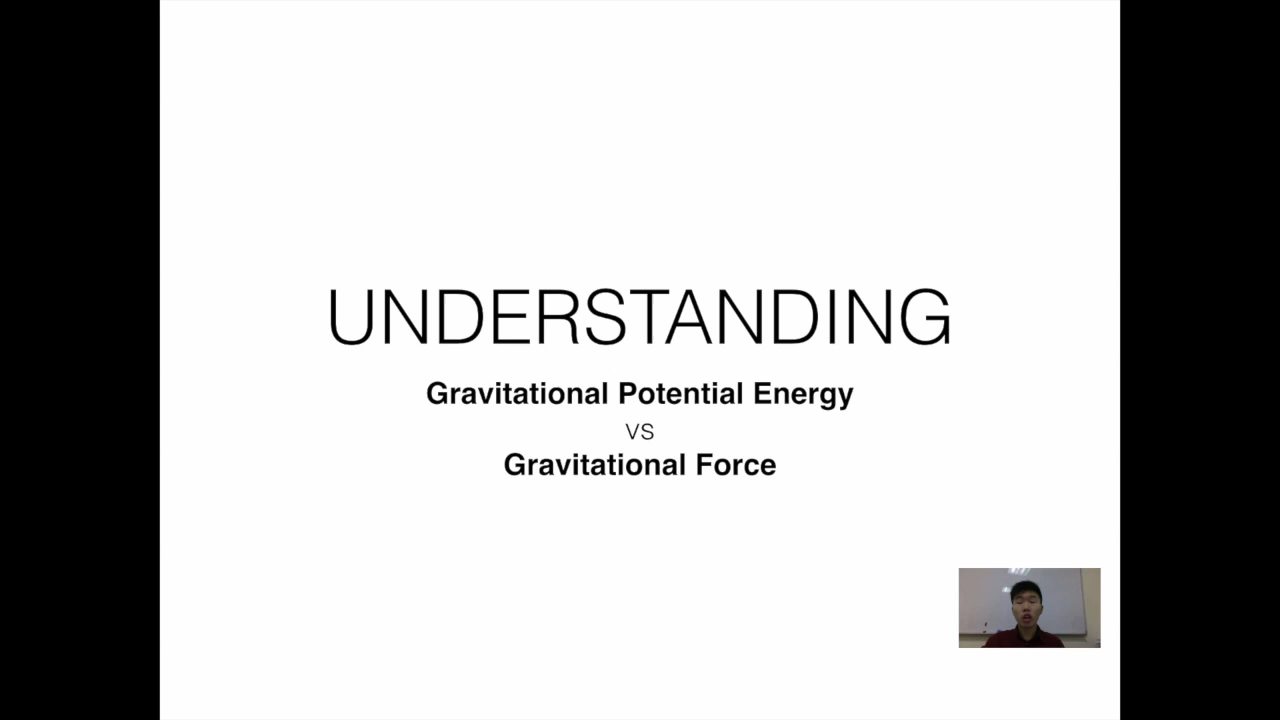 UNDERSTANDING
Gravitational Potential Energy
VS
Gravitational Force